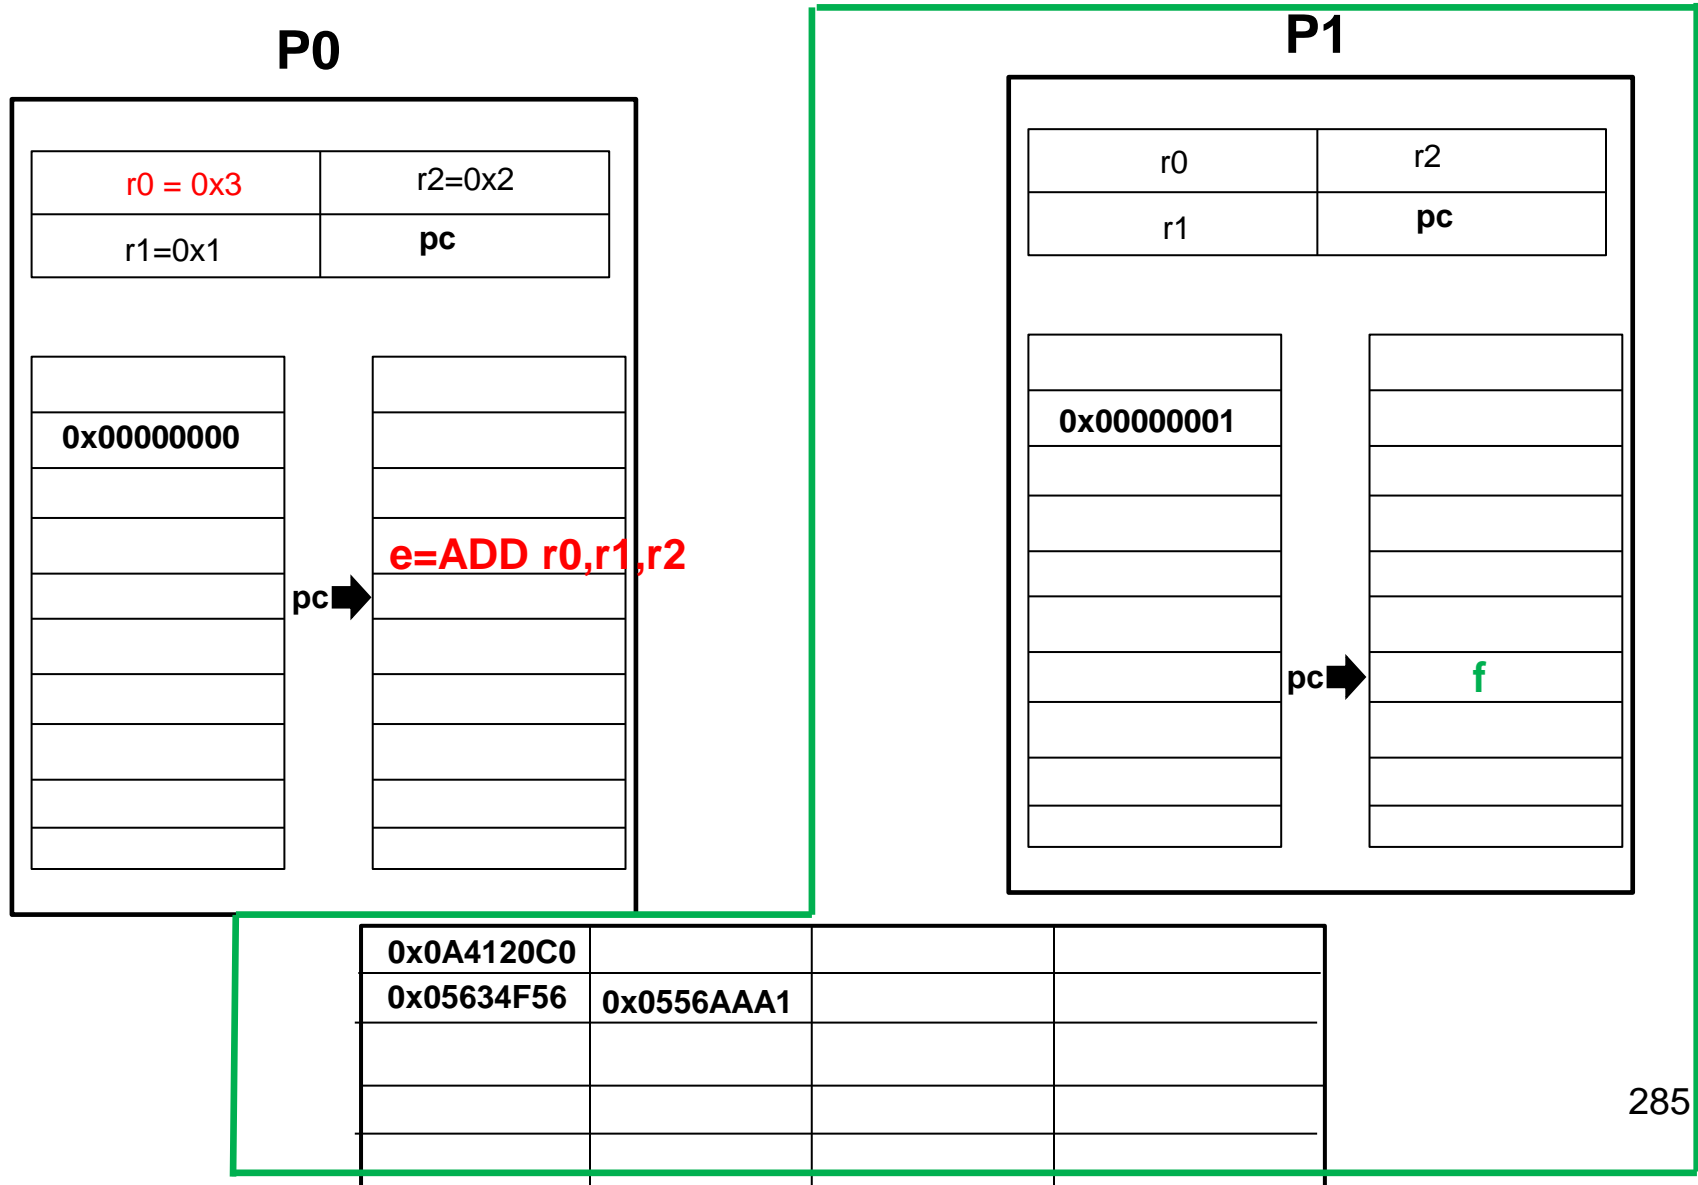 P0
r0 = 0x3
r2=0x2
r1=0x1
pc
0x00000000
e=ADD r0,r1,r2
pc
P1
r0
r2
r1
pc
0x00000001
pc
f
0x0A4120C0
0x05634F56
0x0556AAA1
285